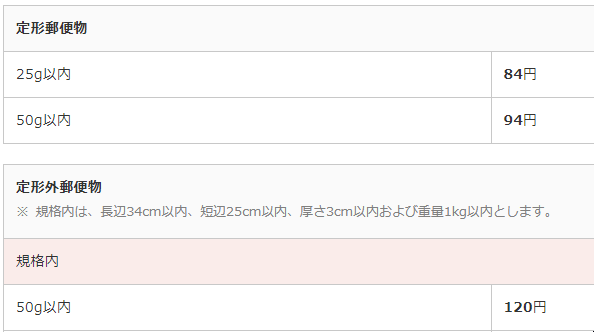 定形郵便物
25g以内 84円
50g以内 94円
定形外郵便物
※ 規格内は、長辺34cm以内、短辺25cm以内、厚さ3cm以内および重量1kg以内とします。
規格内
50g以内 120円